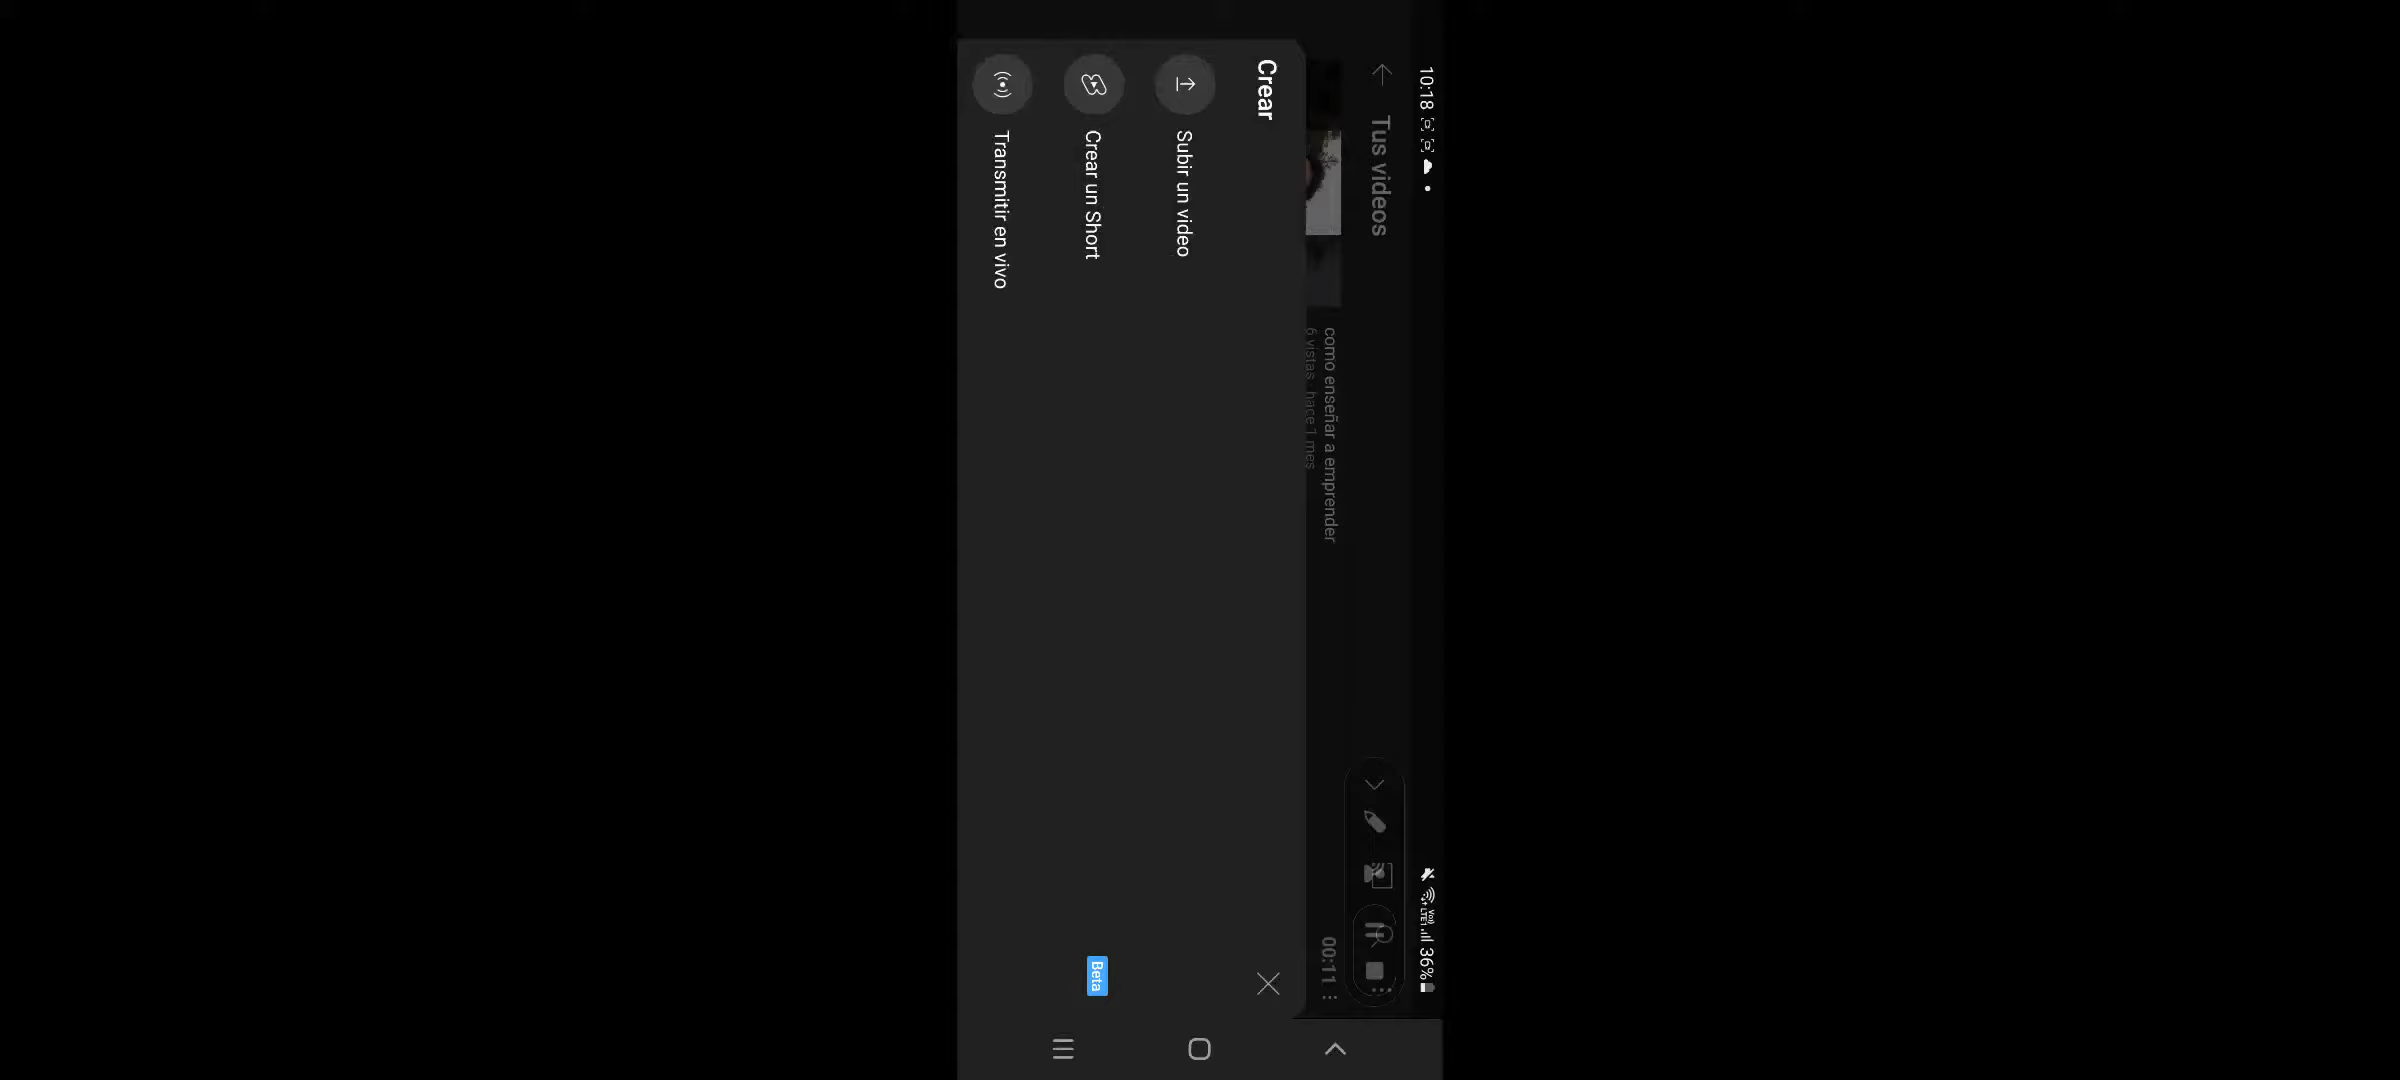 10:18
36%
Tus videos
como enseñar a emprender
6 vistas · hace 1 mes
00:11
Crear
Subir un video
Crear un Short
Beta
Transmitir en vivo